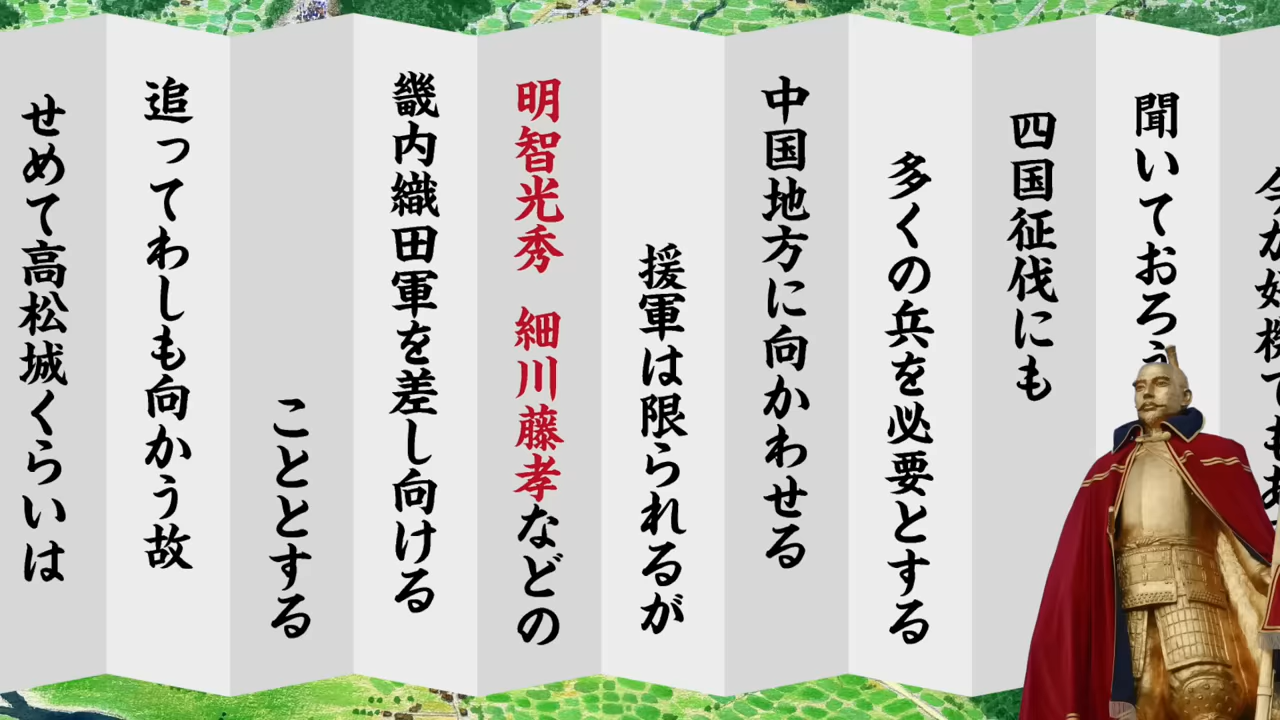 聞いておろう
四国征伐にも
多くの兵を必要とする
中国地方に向かわせる
援軍は限られるが
明智光秀　細川藤孝などの
畿内織田軍を差し向ける
こととする
追ってわしも向かう故
せめて高松城くらいは